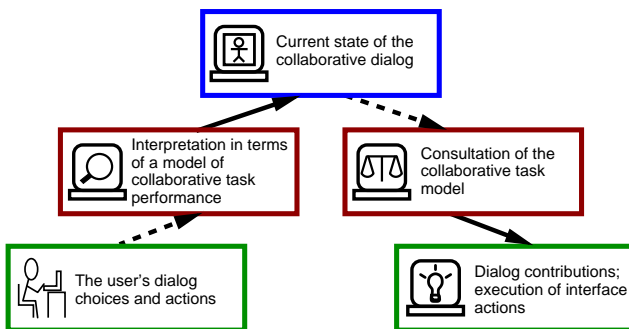 Current state of the
collaborative dialog
Interpretation in terms
of a model of
collaborative task
performance
Consultation of the
collaborative task
model
The user's dialog
choices and actions
Dialog contributions;
execution of interface
actions